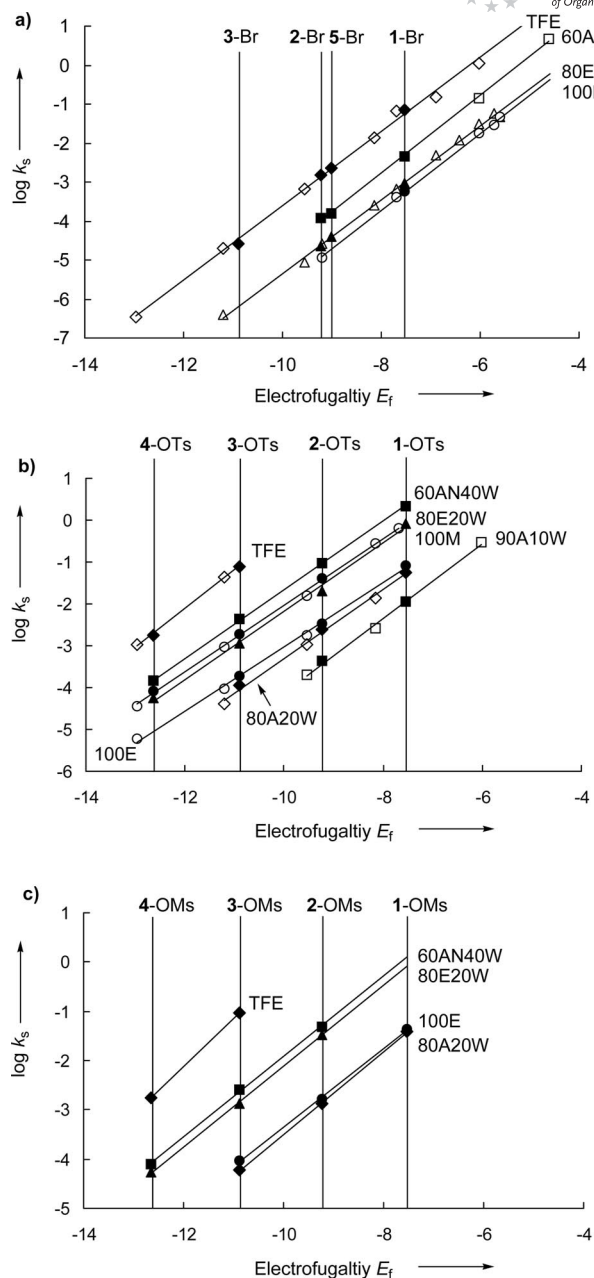 of Organ
a)
3-Br 2-Br 5-Br 1-Br
TFE
60A
80E
100
1
0
-1
-2
-3
-4
-5
-6
-7
log ks
-14 -12 -10 -8 -6 -4
Electrofugaltiy Ef
b)
4-OTs 3-OTs 2-OTs 1-OTs
60AN40W
80E20W
100M
90A10W
TFE
80A20W
100E
1
0
-1
-2
-3
-4
-5
-6
log ks
-14 -12 -10 -8 -6 -4
Electrofugaltiy Ef
c)
4-OMs 3-OMs 2-OMs 1-OMs
60AN40W
80E20W
TFE
100E
80A20W
1
0
-1
-2
-3
-4
-5
log ks
-14 -12 -10 -8 -6 -4
Electrofugaltiy Ef